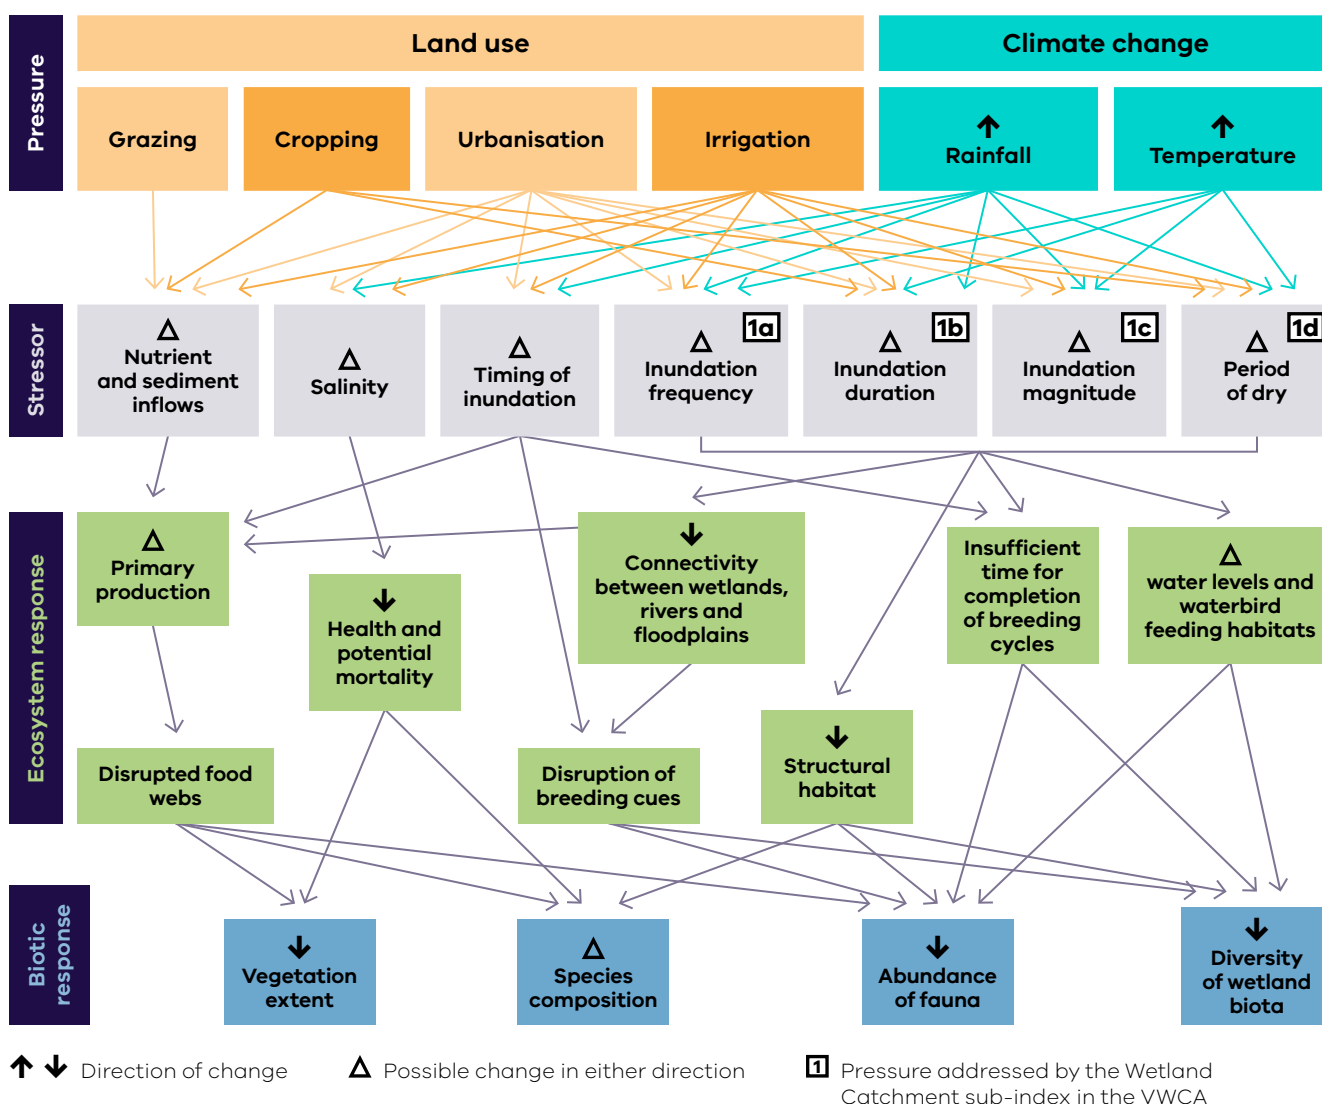 Pressure
Land use
Climate change
Grazing
Cropping
Urbanisation
Irrigation
Rainfall
Temperature
Stressor
Nutrient
and sediment
inflows
Salinity
Timing of
inundation
1a
Inundation
frequency
1b
Inundation
duration
1c
Inundation
magnitude
1d
Period
of dry
Ecosystem response
Primary
production
Health and
potential
mortality
Connectivity
between wetlands,
rivers and
floodplains
Insufficient
time for
completion
of breeding
cycles
water levels and
waterbird
feeding habitats
Disrupted food
webs
Disruption of
breeding cues
Structural
habitat
Biotic
response
Vegetation
extent
Species
composition
Abundance
of fauna
Diversity
of wetland
biota
Direction of change
Possible change in either direction
1 Pressure addressed by the Wetland
Catchment sub-index in the VWCA